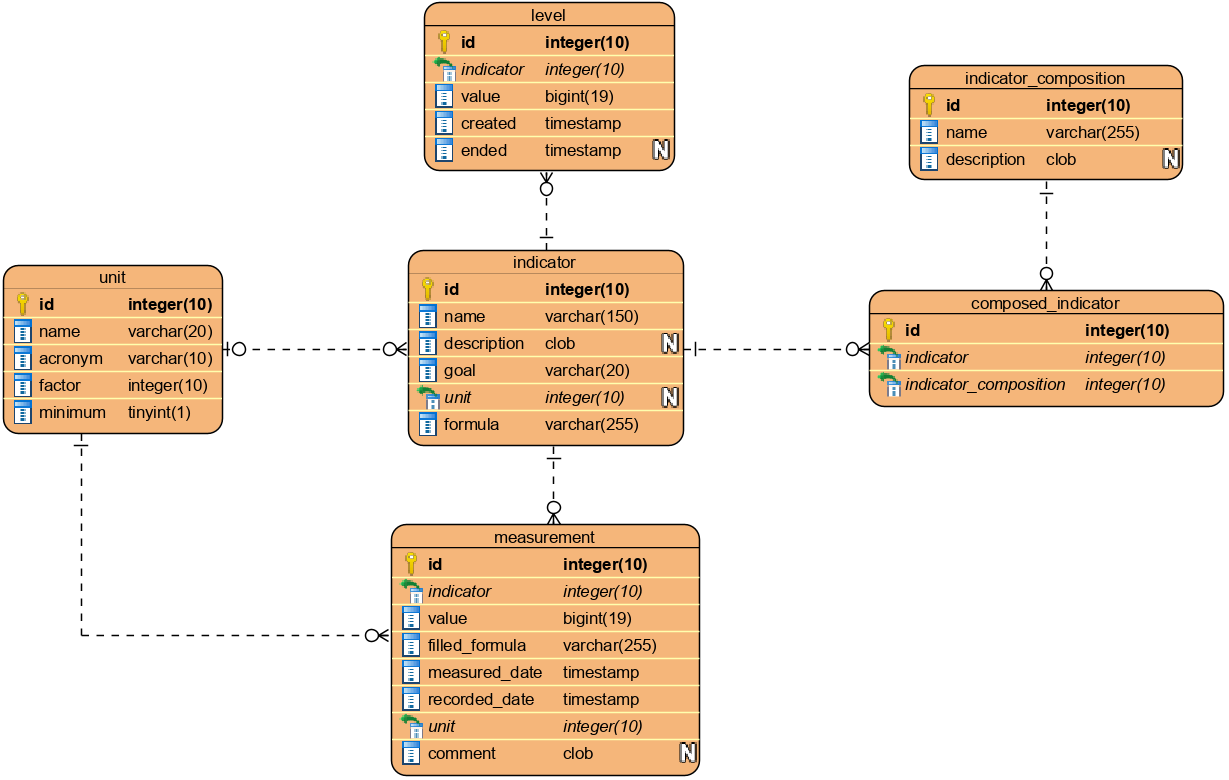 level
id integer(10)
indicator integer(10)
value bigint(19)
created timestamp
ended timestamp N
indicator_composition
id integer(10)
name varchar(255)
description clob N
unit
id integer(10)
name varchar(20)
acronym varchar(10)
factor integer(10)
minimum tinyint(1)
indicator
id integer(10)
name varchar(150)
description clob N
goal varchar(20)
unit integer(10) N
formula varchar(255)
composed_indicator
id integer(10)
indicator integer(10)
indicator_composition integer(10)
measurement
id integer(10)
indicator integer(10)
value bigint(19)
filled_formula varchar(255)
measured_date timestamp
recorded_date timestamp
unit integer(10)
comment clob N